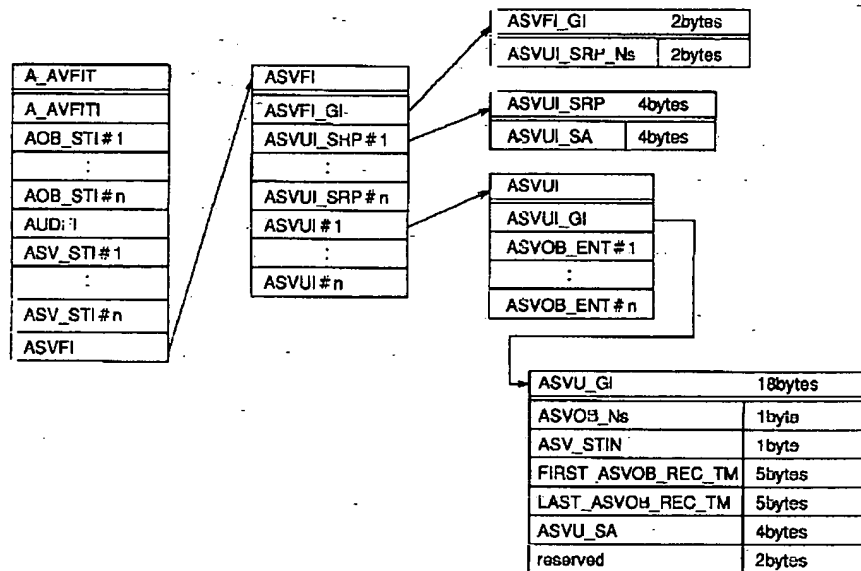 A_AVFIT
A_AVFITI
AOB_STI#1
:
AOB_STI#n
AUDFI
ASV_STI#1
:
ASV_STI#n
ASVFI
ASVFI
ASVFI_GI
ASVUI_SRP#1
:
ASVUI_SRP#n
ASVUI#1
:
ASVUI#n
ASVFI_GI 2bytes
ASVUI_SRP_Ns 2bytes
ASVUI_SRP 4bytes
ASVUI_SA 4bytes
ASVUI
ASVUI_GI
ASVOB_ENT#1
:
ASVOB_ENT#n
ASVU_GI 18bytes
ASVOB_Ns 1byte
ASV_STIN 1byte
FIRST_ASVOB_REC_TM 5bytes
LAST_ASVOB_REC_TM 5bytes
ASVU_SA 4bytes
reserved 2bytes